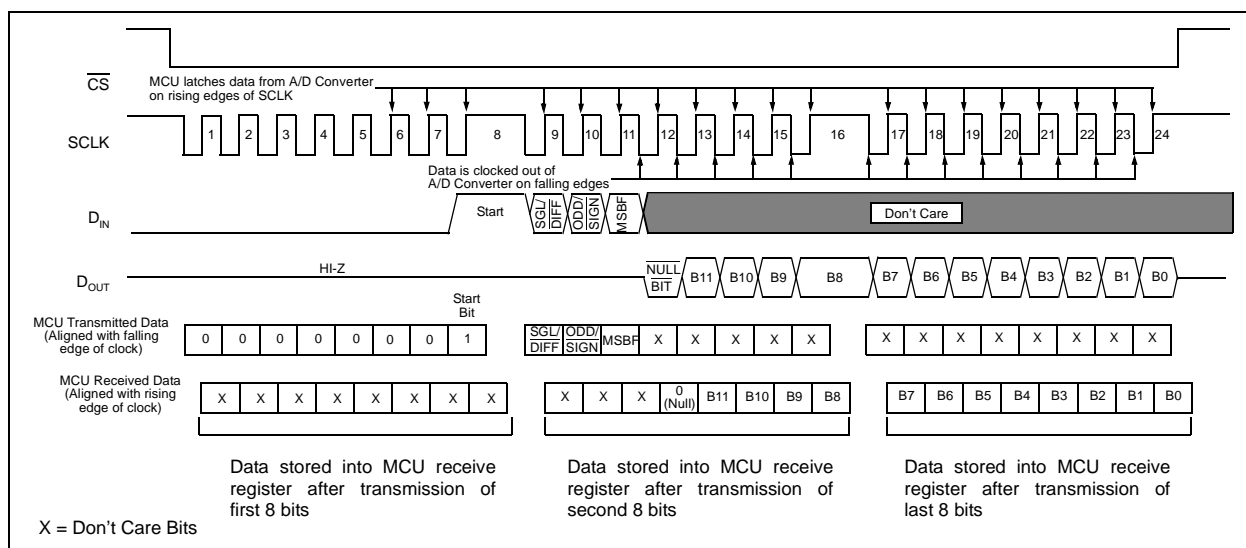 CS
MCU latches data from A/D Converter
on rising edges of SCLK
SCLK
1 2 3 4 5 6 7 8 9 10 11 12 13 14 15 16 17 18 19 20 21 22 23 24
Data is clocked out of
A/D Converter on falling edges
DIN
Start
SGL/
DIFF
ODD/
SIGN
MSBF
Don't Care
DOUT
HI-Z
NULL
BIT
B11 B10 B9 B8 B7 B6 B5 B4 B3 B2 B1 B0
Start
Bit
MCU Transmitted Data
(Aligned with falling
edge of clock)
0 0 0 0 0 0 0 1
SGL/
DIFF
ODD/
SIGN
MSBF X X X X X
X X X X X X X X
MCU Received Data
(Aligned with rising
edge of clock)
X X X X X X X X
X X X 0
(Null)
B11 B10 B9 B8
B7 B6 B5 B4 B3 B2 B1 B0
Data stored into MCU receive
register after transmission of
first 8 bits
Data stored into MCU receive
register after transmission of
second 8 bits
Data stored into MCU receive
register after transmission of
last 8 bits
X = Don't Care Bits